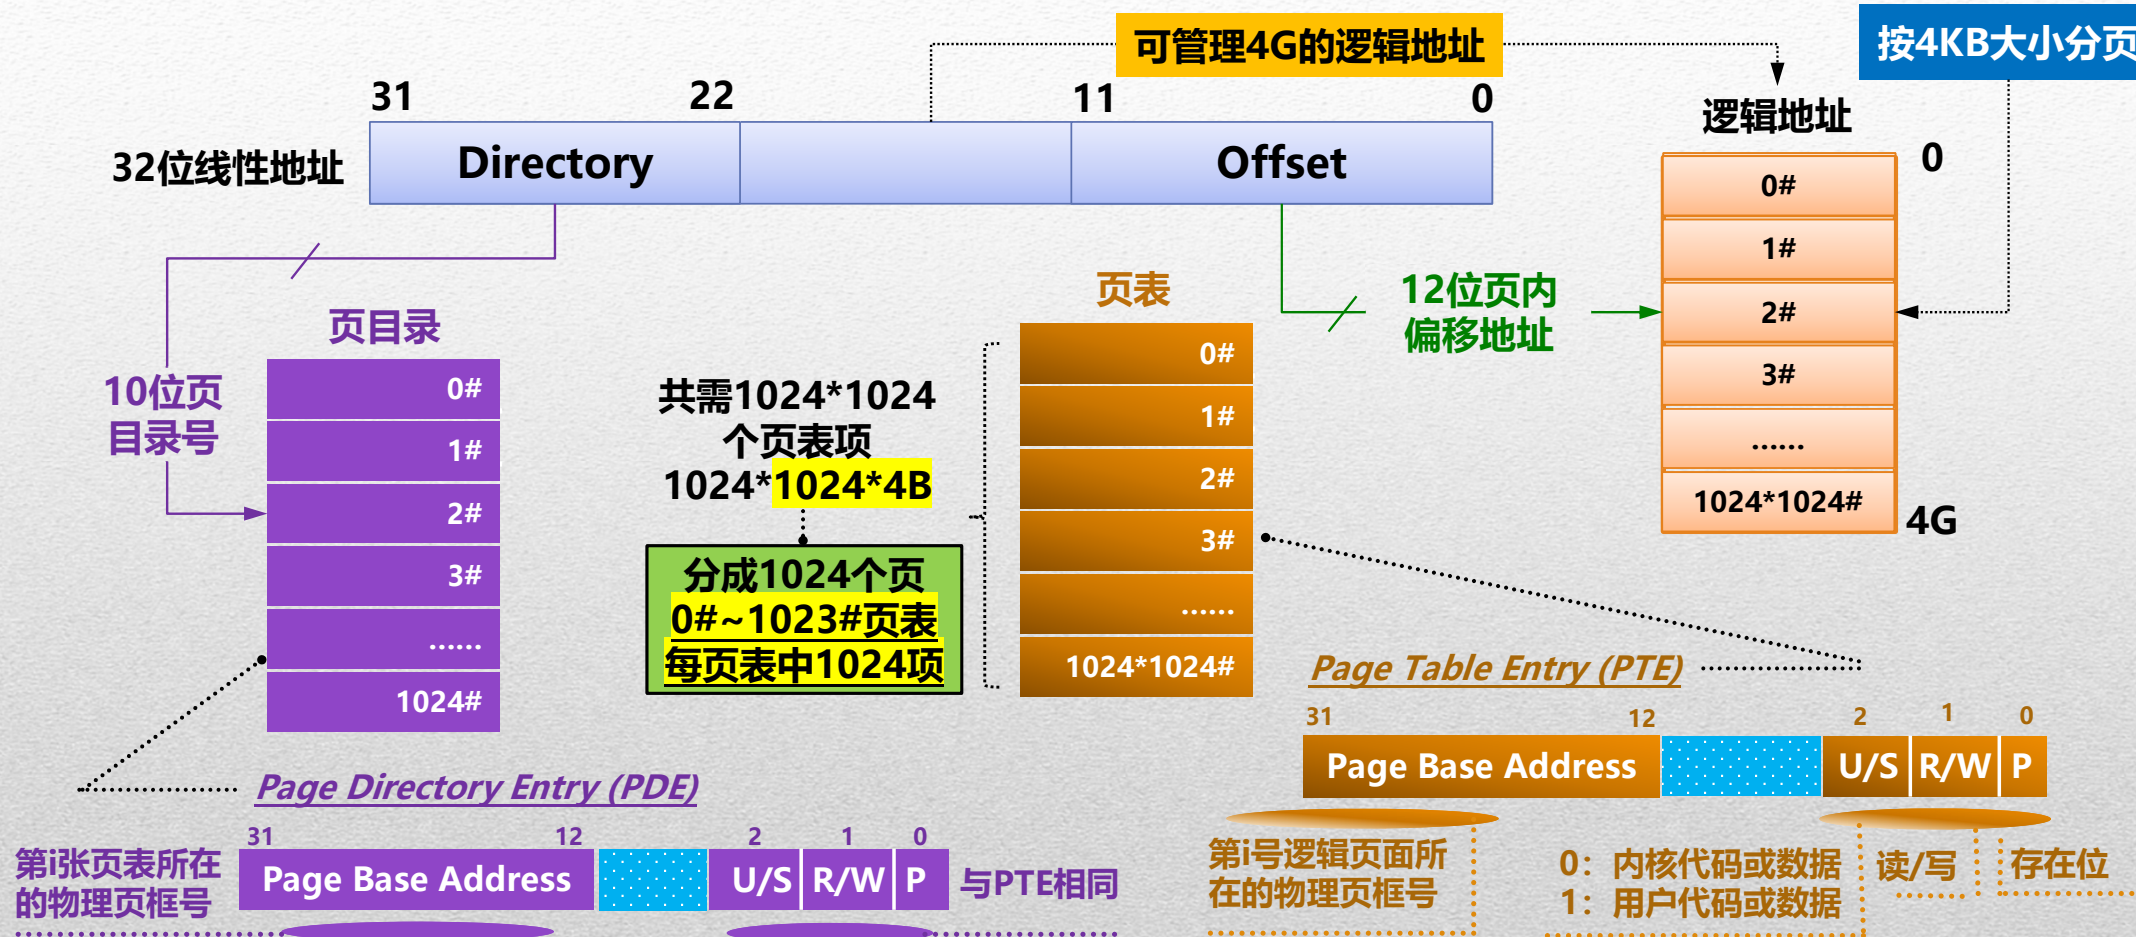 可管理4G的逻辑地址
按4KB大小分页
31
22
11
0
32位线性地址
Directory
Offset
逻辑地址
0
0#
1#
2#
3#
......
1024*1024#
4G
12位页内
偏移地址
页目录
10位页
目录号
0#
1#
2#
3#
......
1024#
共需1024*1024
个页表项
1024*1024*4B
分成1024个页
0#~1023#页表
每页表中1024项
页表
0#
1#
2#
3#
......
1024*1024#
Page Table Entry (PTE)
31
12
2
1
0
Page Base Address
U/S
R/W
P
第i号逻辑页面所
在的物理页框号
0：内核代码或数据
1：用户代码或数据
读/写
存在位
Page Directory Entry (PDE)
31
12
2
1
0
第i张页表所在
的物理页框号
Page Base Address
U/S
R/W
P
与PTE相同